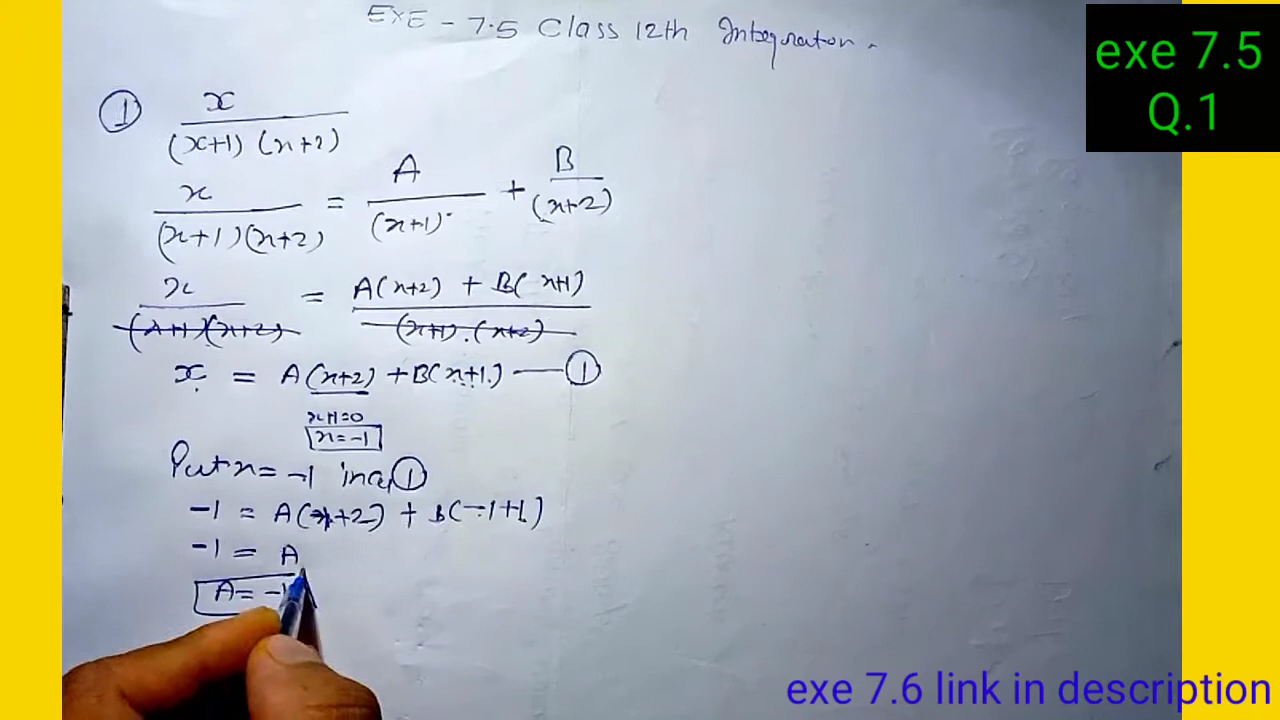 EXE - 7.5 Class 12th Integration.
exe 7.5
Q.1
① x
(x+1) (x+2)
x = A + B
(x+1)(x+2) (x+1) (x+2)
x = A(x+2) + B(x+1)
(x+1)(x+2) (x+1).(x+2)
x = A(x+2) + B(x+1) — ①
x+1=0
x=-1
Put x = -1 in eq ①
-1 = A(-1+2) + B(-1+1)
-1 = A
A = -1
exe 7.6 link in description